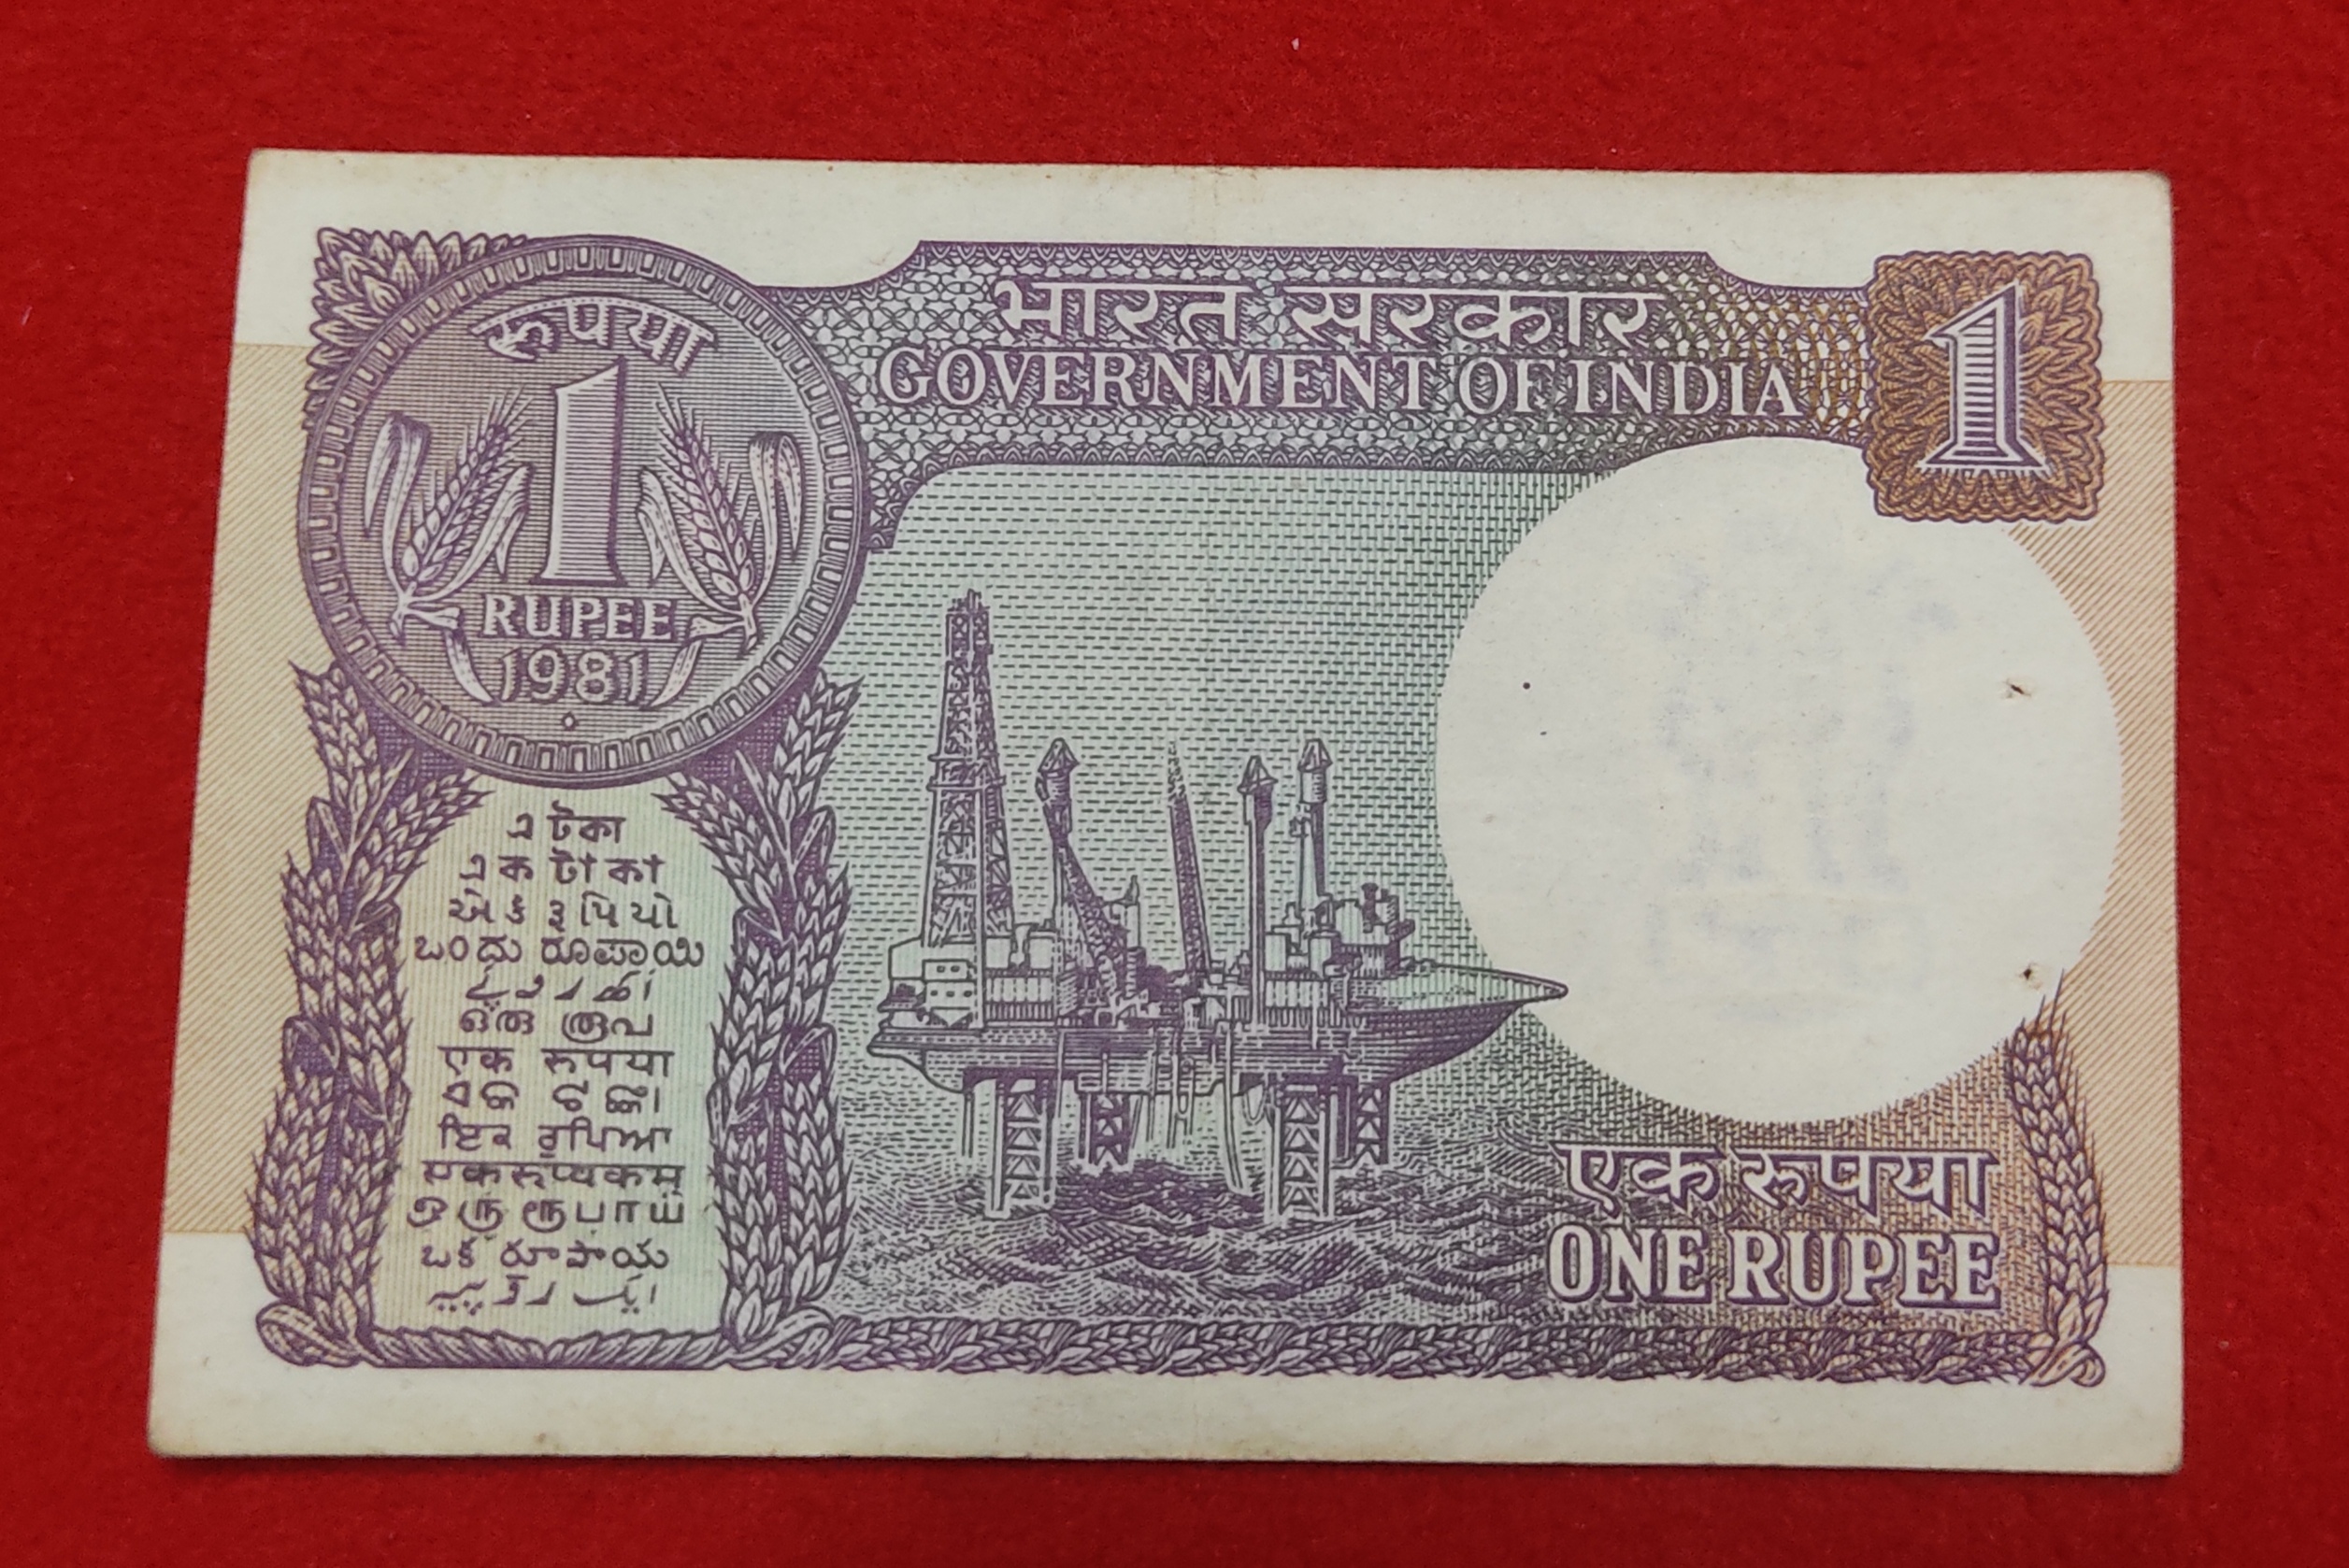 रुपया
1
RUPEE
1981
भारत सरकार
GOVERNMENT OF INDIA
1
এ টকা
এক টাকা
એક રૂપિયો
ಒಂದು ರೂಪಾಯಿ
ഒരു രൂപ
एक रुपया
ଏକ ଟଙ୍କା
ਇਕ ਰੁਪਿਆ
एकरूप्यकम्
ஒரு ரூபாய்
ఒక రూపాయి
ایک روپیہ
एक रुपया
ONE RUPEE